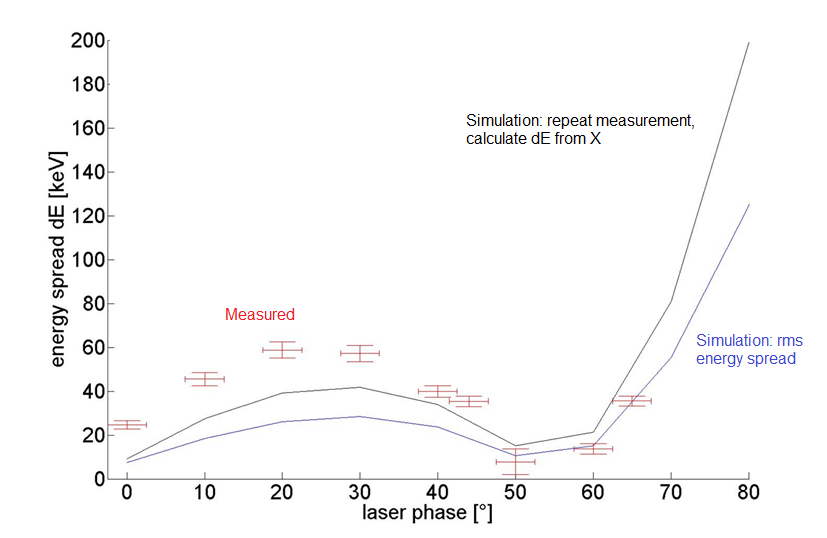 200
180
160
140
120
100
80
60
40
20
0
energy spread dE [keV]
Simulation: repeat measurement,
calculate dE from X
Measured
Simulation: rms
energy spread
0 10 20 30 40 50 60 70 80
laser phase [°]